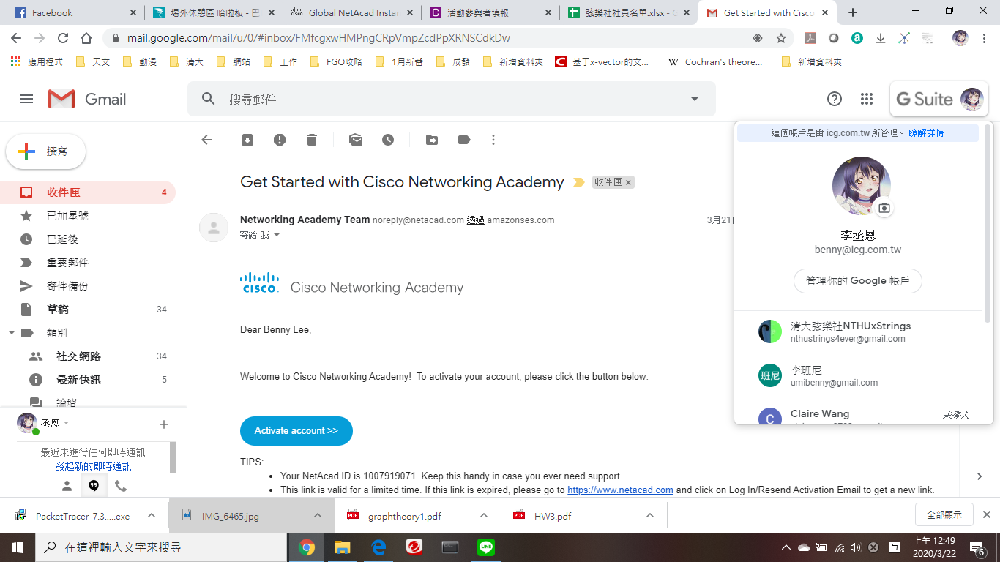 Facebook
場外休憩區 哈啦板 - 巴
Global NetAcad Instan
活動參與者填報
弦樂社社員名單.xlsx - G
Get Started with Cisco
mail.google.com/mail/u/0/#inbox/FMfcgxwHMPngCRpVmpZcdPpXRNSCdkDw
應用程式
天文
動漫
清大
網站
工作
FGO攻略
1月新番
成發
新增資料夾
基于x-vector的文...
Cochran's theore...
新增資料夾
Gmail
搜尋郵件
G Suite
撰寫
收件匣 4
已加星號
已延後
重要郵件
寄件備份
草稿 34
類別
社交網路 34
最新快訊 5
論壇
丞恩
最近未進行任何即時通訊
發起新的即時通訊
Get Started with Cisco Networking Academy
收件匣 ×
Networking Academy Team noreply@netacad.com 透過 amazonses.com
3月21日
寄給 我
CISCO
Cisco Networking Academy
Dear Benny Lee,
Welcome to Cisco Networking Academy!  To activate your account, please click the button below:
Activate account >>
TIPS:
• Your NetAcad ID is 1007919071. Keep this handy in case you ever need support
• This link is valid for a limited time. If this link is expired, please go to https://www.netacad.com and click on Log In/Resend Activation Email to get a new link.
這個帳戶是由 icg.com.tw 所管理。 瞭解詳情
李丞恩
benny@icg.com.tw
管理你的 Google 帳戶
清大弦樂社NTHUxStrings
nthustrings4ever@gmail.com
班尼
李班尼
umibenny@gmail.com
C
Claire Wang
未登入
PacketTracer-7.3.....exe
IMG_6465.jpg
graphtheory1.pdf
HW3.pdf
全部顯示
在這裡輸入文字來搜尋
上午 12:49
2020/3/22
6